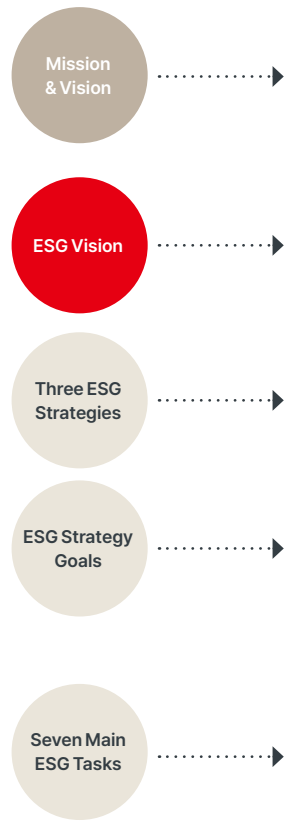 Mission
& Vision
ESG Vision
Three ESG
Strategies
ESG Strategy
Goals
Seven Main
ESG Tasks